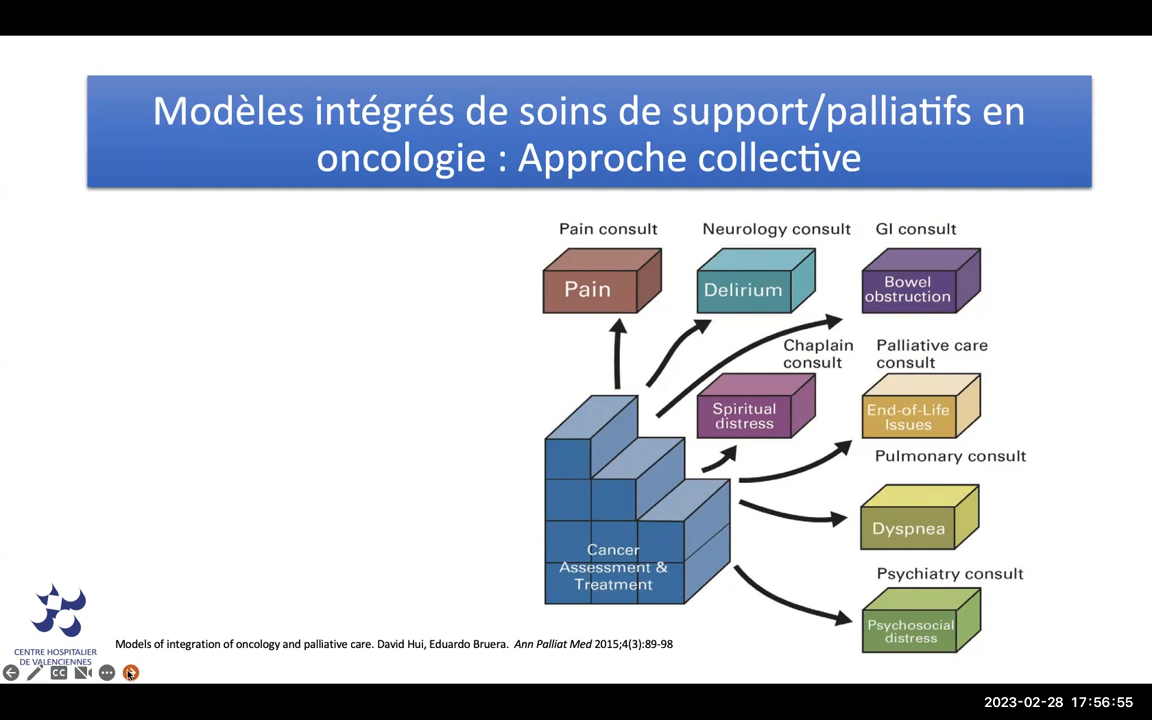 Modèles intégrés de soins de support/palliatifs en
oncologie : Approche collective
Pain consult
Neurology consult
GI consult
Pain
Delirium
Bowel
obstruction
Chaplain
consult
Palliative care
consult
Spiritual
distress
End-of-Life
Issues
Pulmonary consult
Cancer
Assessment &
Treatment
Dyspnea
Psychiatry consult
Psychosocial
distress
CENTRE HOSPITALIER
DE VALENCIENNES
Models of integration of oncology and palliative care. David Hui, Eduardo Bruera. Ann Palliat Med 2015;4(3):89-98
CC
2023-02-28 17:56:55